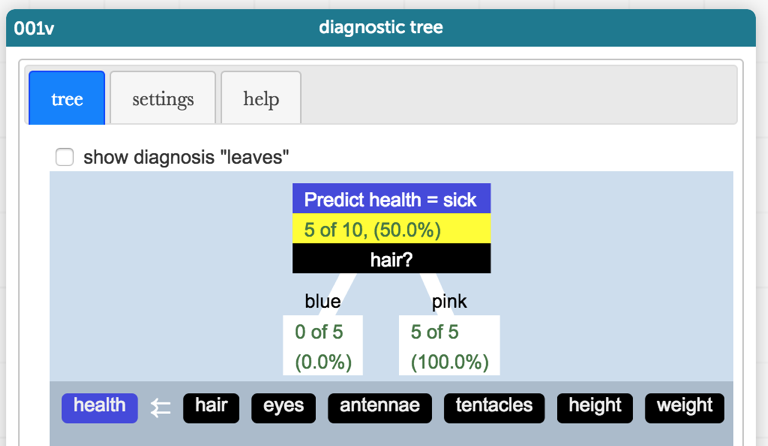 001v diagnostic tree
tree settings help
show diagnosis "leaves"
Predict health = sick
5 of 10, (50.0%)
hair?
blue pink
0 of 5 5 of 5
(0.0%) (100.0%)
health ⇐ hair eyes antennae tentacles height weight